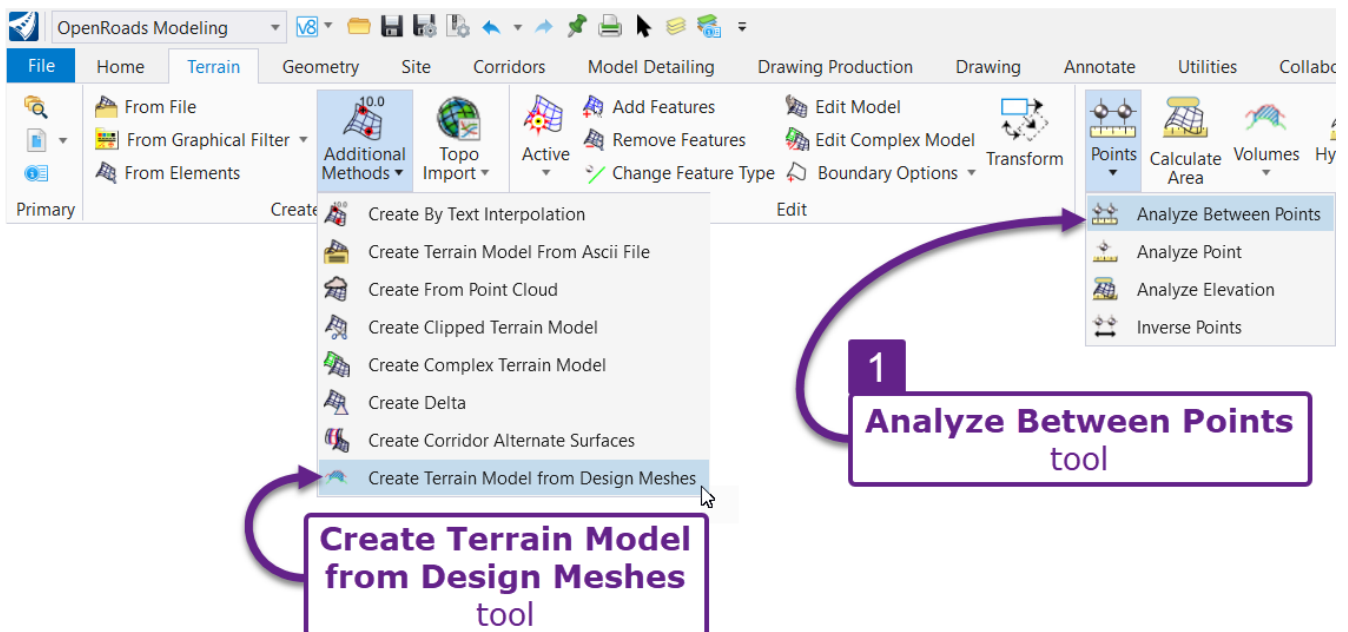 OpenRoads Modeling
V8
File Home Terrain Geometry Site Corridors Model Detailing Drawing Production Drawing Annotate Utilities Collabo
From File
From Graphical Filter
From Elements
10.0
Additional
Methods
Topo
Import
Active
Add Features
Remove Features
Change Feature Type
Edit Model
Edit Complex Model
Boundary Options
Transform
Points
Calculate
Area
Volumes
Hy
Primary
Create
Edit
Create By Text Interpolation
Create Terrain Model From Ascii File
Create From Point Cloud
Create Clipped Terrain Model
Create Complex Terrain Model
Create Delta
Create Corridor Alternate Surfaces
Create Terrain Model from Design Meshes
Analyze Between Points
Analyze Point
Analyze Elevation
Inverse Points
1
Analyze Between Points
tool
Create Terrain Model
from Design Meshes
tool